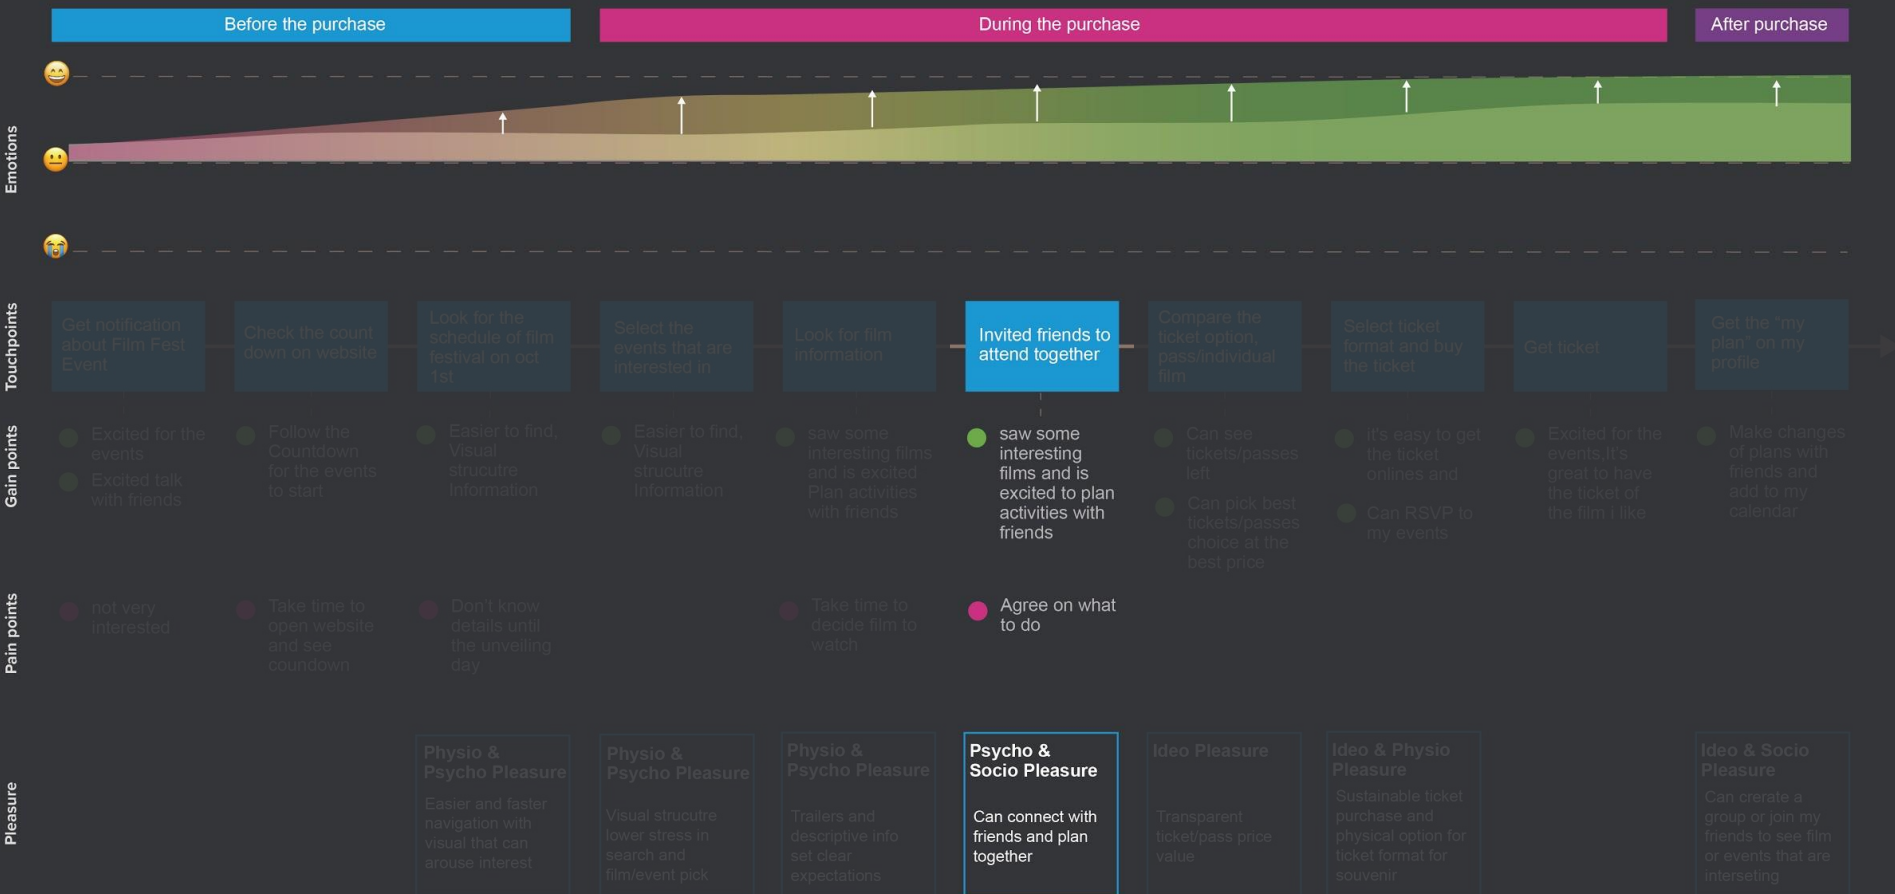 Before the purchase
During the purchase
After purchase
Emotions
Touchpoints
Get notification
about Film Fest
Event
Check the count
down on website
Look for the
schedule of film
festival on oct
1st
Select the
events that are
interested in
Look for film
information
Invited friends to
attend together
Compare the
ticket option,
pass/individual
film
Select ticket
format and buy
the ticket
Get ticket
Get the "my
plan" on my
profile
Gain points
Excited for the
events
Excited talk
with friends
Follow the
Countdown
for the events
to start
Easier to find,
Visual
strucutre
Information
Easier to find,
Visual
strucutre
Information
saw some
interesting films
and is excited
Plan activities
with friends
saw some
interesting
films and is
excited to plan
activities with
friends
Can see
tickets/passes
left
Can pick best
tickets/passes
choice at the
best price
it's easy to get
the ticket
onlines and
Can RSVP to
my events
Excited for the
events,It's
great to have
the ticket of
the film i like
Make changes
of plans with
friends and
add to my
calendar
Pain points
not very
interested
Take time to
open website
and see
coundown
Don't know
details until
the unveiling
day
Take time to
decide film to
watch
Agree on what
to do
Pleasure
Physio &
Psycho Pleasure
Easier and faster
navigation with
visual that can
arouse interest
Physio &
Psycho Pleasure
Visual strucutre
lower stress in
search and
film/event pick
Physio &
Psycho Pleasure
Trailers and
descriptive info
set clear
expectations
Psycho &
Socio Pleasure
Can connect with
friends and plan
together
Ideo Pleasure
Transparent
ticket/pass price
value
Ideo & Physio
Pleasure
Sustainable ticket
purchase and
physical option for
ticket format for
souvenir
Ideo & Socio
Pleasure
Can crerate a
group or join my
friends to see film
or events that are
interseting